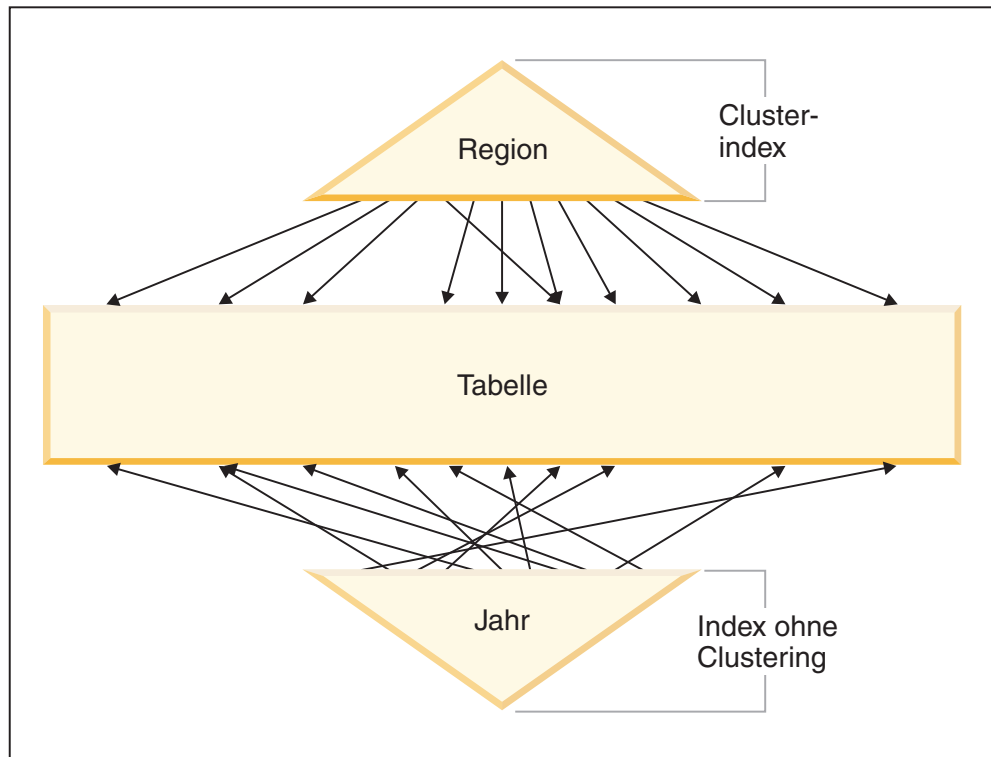 Region
Cluster-
index
Tabelle
Jahr
Index ohne
Clustering